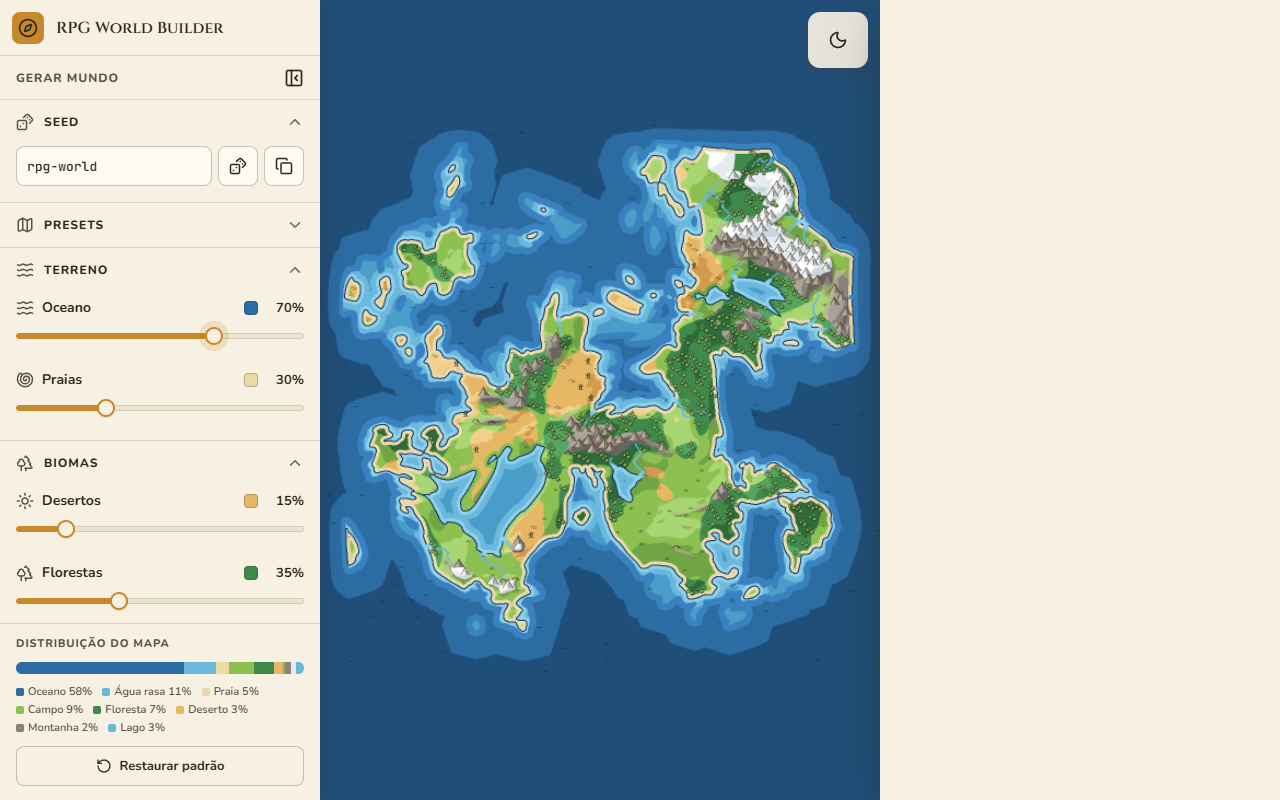 RPG World Builder
GERAR MUNDO
SEED
rpg-world
PRESETS
TERRENO
Oceano 70%
Praias 30%
BIOMAS
Desertos 15%
Florestas 35%
DISTRIBUIÇÃO DO MAPA
Oceano 58% Água rasa 11% Praia 5%
Campo 9% Floresta 7% Deserto 3%
Montanha 2% Lago 3%
Restaurar padrão